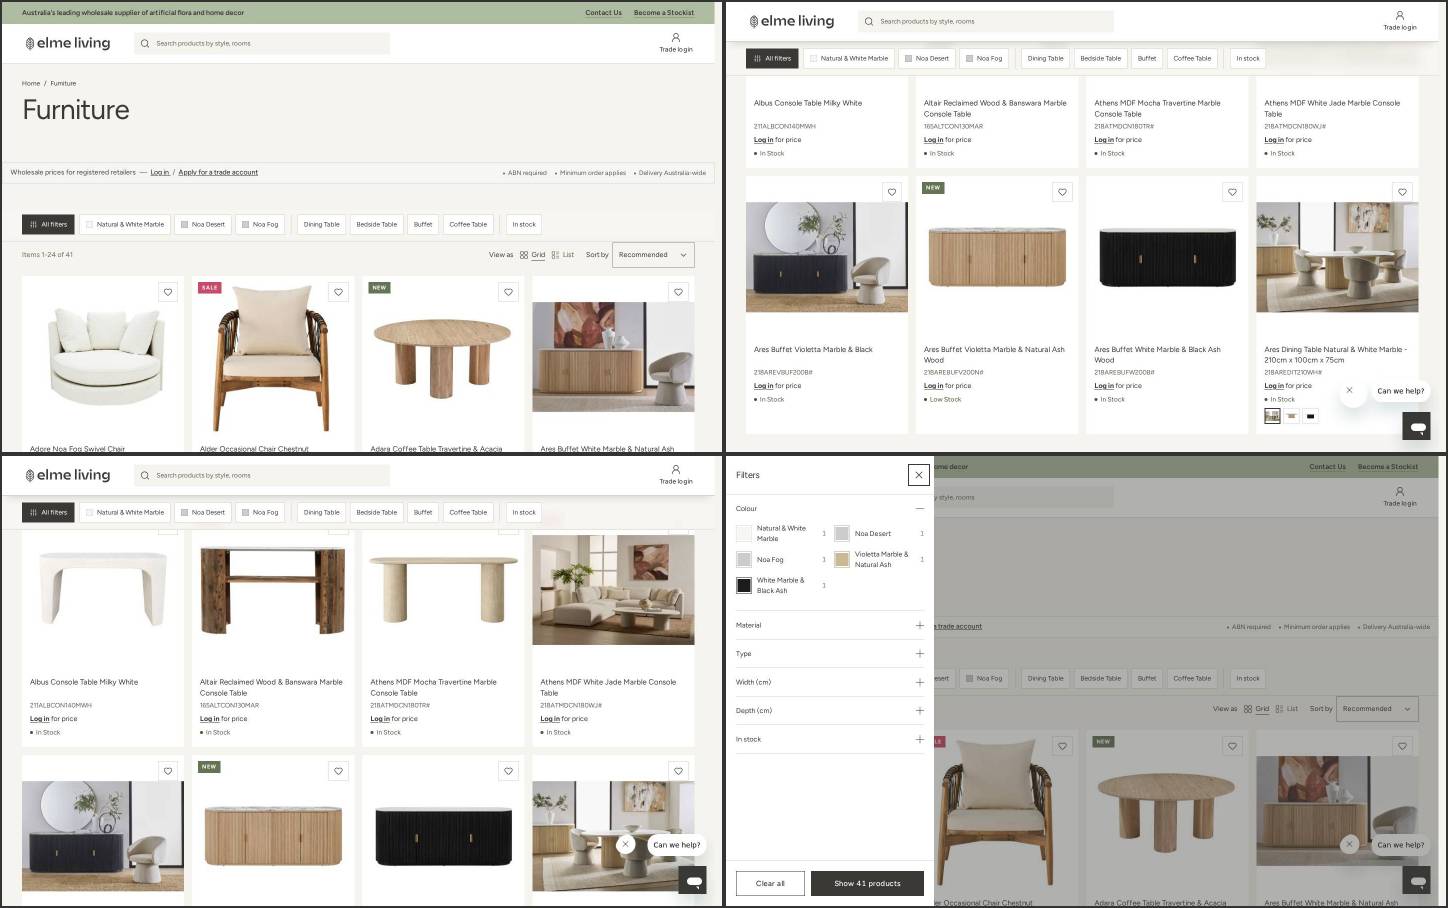 Australia's leading wholesale supplier of artificial flora and home decor
Contact Us
Become a Stockist
elme living
Search products by style, rooms
Trade login
Home / Furniture
Furniture
Wholesale prices for registered retailers — Log in / Apply for a trade account
• ABN required • Minimum order applies • Delivery Australia-wide
All filters
Natural & White Marble
Noa Desert
Noa Fog
Dining Table
Bedside Table
Buffet
Coffee Table
In stock
Items 1-24 of 41
View as Grid List
Sort by Recommended
SALE
NEW
Adore Noa Fog Swivel Chair
Alder Occasional Chair Chestnut
Adara Coffee Table Travertine & Acacia
Ares Buffet White Marble & Natural Ash
elme living
Search products by style, rooms
Trade login
All filters
Natural & White Marble
Noa Desert
Noa Fog
Dining Table
Bedside Table
Buffet
Coffee Table
In stock
Albus Console Table Milky White
211ALBCON140MWH
Log in for price
• In Stock
Altair Reclaimed Wood & Banswara Marble
Console Table
165ALTCON130MAR
Log in for price
• In Stock
Athens MDF Mocha Travertine Marble
Console Table
218ATMDCN180TR#
Log in for price
• In Stock
Athens MDF White Jade Marble Console
Table
218ATMDCN180WJ#
Log in for price
• In Stock
NEW
Ares Buffet Violetta Marble & Black
218AREVBUF200B#
Log in for price
• In Stock
Ares Buffet Violetta Marble & Natural Ash
Wood
218AREBUFV200N#
Log in for price
• Low Stock
Ares Buffet White Marble & Black Ash
Wood
218AREBUFW200B#
Log in for price
• In Stock
Ares Dining Table Natural & White Marble -
210cm x 100cm x 75cm
218AREDIT210WH#
Log in for price
• In Stock
Can we help?
elme living
Search products by style, rooms
Trade login
All filters
Natural & White Marble
Noa Desert
Noa Fog
Dining Table
Bedside Table
Buffet
Coffee Table
In stock
Albus Console Table Milky White
211ALBCON140MWH
Log in for price
• In Stock
Altair Reclaimed Wood & Banswara Marble
Console Table
165ALTCON130MAR
Log in for price
• In Stock
Athens MDF Mocha Travertine Marble
Console Table
218ATMDCN180TR#
Log in for price
• In Stock
Athens MDF White Jade Marble Console
Table
218ATMDCN180WJ#
Log in for price
• In Stock
NEW
Can we help?
Filters
Colour
Natural & White
Marble
1
Noa Desert
1
Noa Fog
1
Violetta Marble &
Natural Ash
1
White Marble &
Black Ash
1
Material
Type
Width (cm)
Depth (cm)
In stock
Clear all
Show 41 products
ome decor
Contact Us
Become a Stockist
y style, rooms
Trade login
a trade account
• ABN required • Minimum order applies • Delivery Australia-wide
esert
Noa Fog
Dining Table
Bedside Table
Buffet
Coffee Table
In stock
View as Grid List
Sort by Recommended
ALE
NEW
er Occasional Chair Chestnut
Adara Coffee Table Travertine & Acacia
Ares Buffet White Marble & Natural Ash
Can we help?